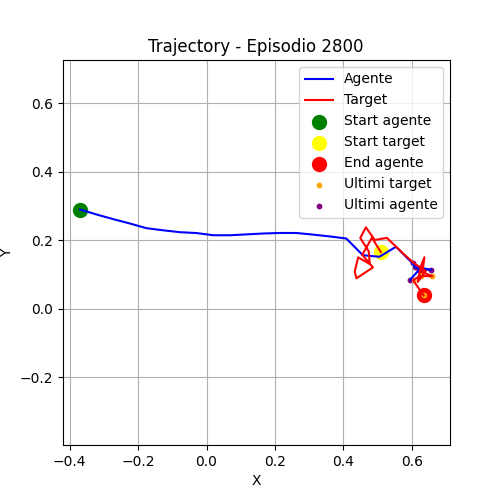 Trajectory - Episodio 2800
Agente
Target
Start agente
Start target
End agente
Ultimi target
Ultimi agente
0.6
0.4
0.2
0.0
−0.2
Y
−0.4
−0.2
0.0
0.2
0.4
0.6
X